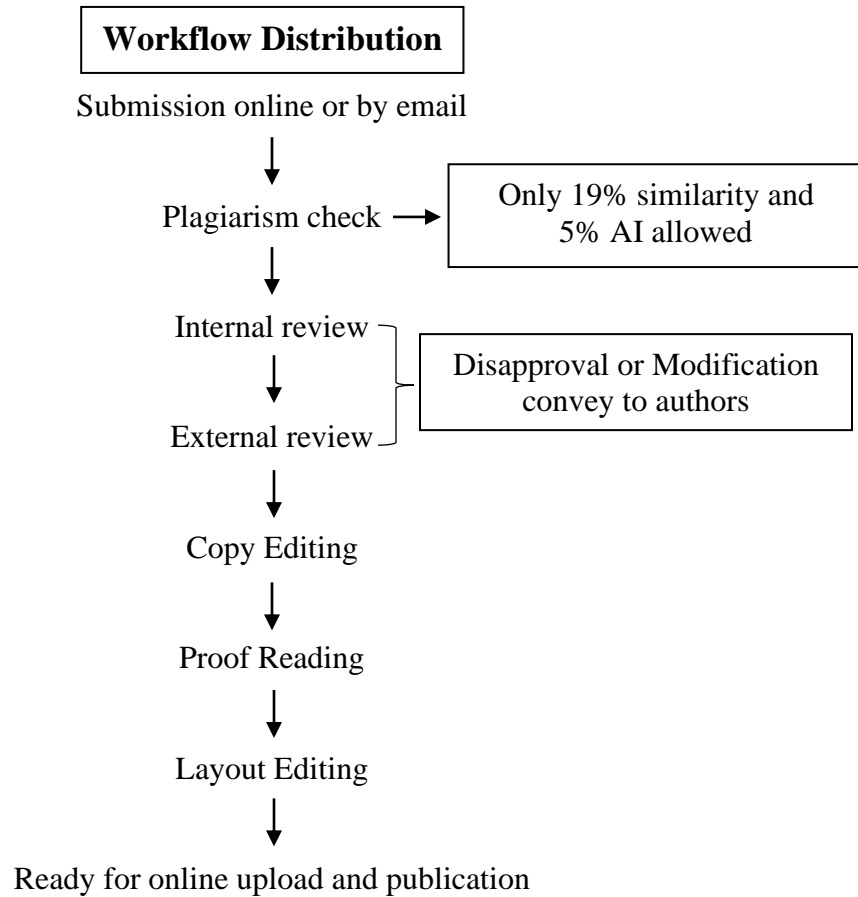 Workflow Distribution
Submission online or by email
Plagiarism check
Only 19% similarity and
5% AI allowed
Internal review
Disapproval or Modification
convey to authors
External review
Copy Editing
Proof Reading
Layout Editing
Ready for online upload and publication